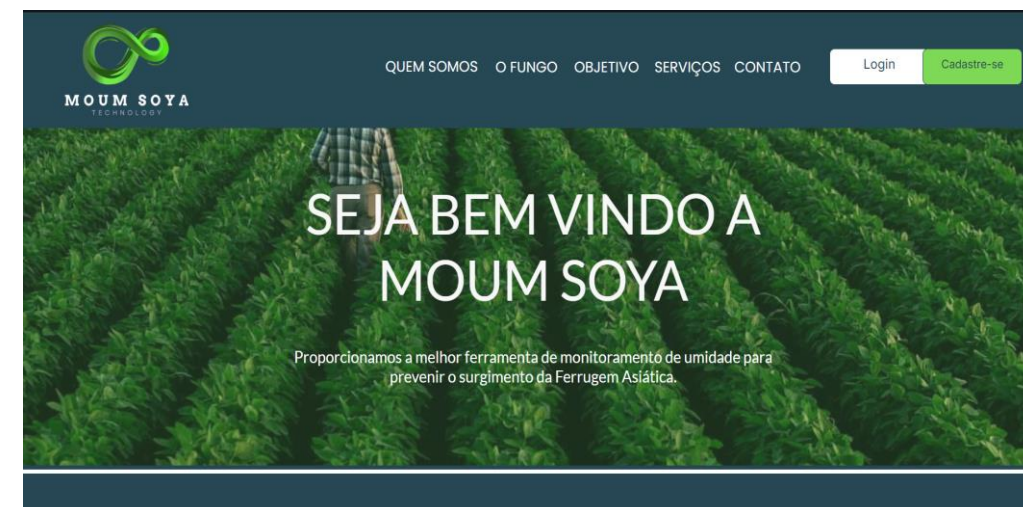 MOUM SOYA
TECHNOLOGY
QUEM SOMOS O FUNGO OBJETIVO SERVIÇOS CONTATO
Login Cadastre-se
SEJA BEM VINDO A
MOUM SOYA
Proporcionamos a melhor ferramenta de monitoramento de umidade para
prevenir o surgimento da Ferrugem Asiática.